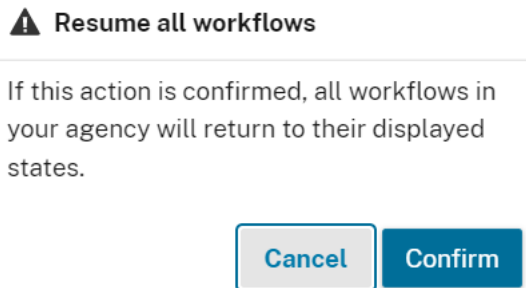 Resume all workflows
If this action is confirmed, all workflows in
your agency will return to their displayed
states.
Cancel Confirm